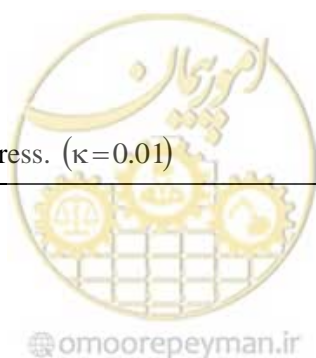 امور پیمان
ress. (κ=0.01)
@omoorepeyman.ir